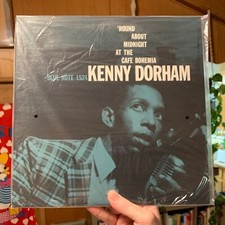 'ROUND
ABOUT
MIDNIGHT
AT THE
CAFE BOHEMIA
BLUE NOTE 1524
KENNY DORHAM